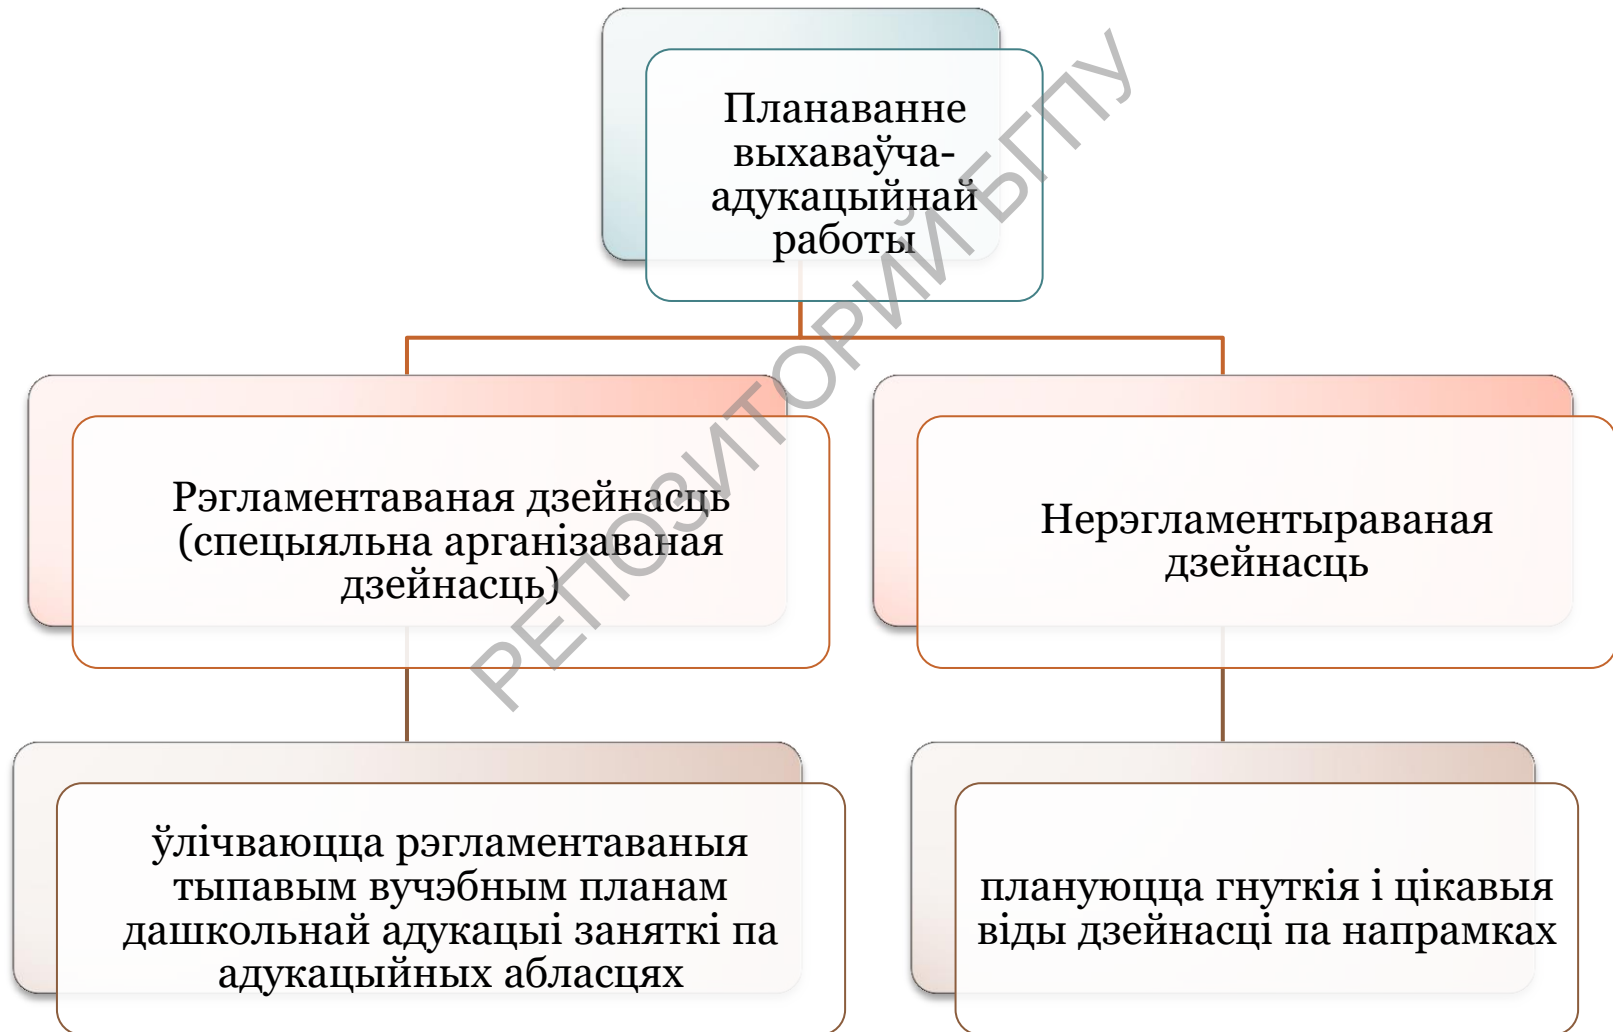 Планаванне
выхаваўча-
адукацыйнай
работы
Рэгламентаваная дзейнасць
(спецыяльна арганізаваная
дзейнасць)
Нерэгламентыраваная
дзейнасць
ўлічваюцца рэгламентаваныя
тыпавым вучэбным планам
дашкольнай адукацыі заняткі па
адукацыйных абласцях
плануюцца гнуткія і цікавыя
віды дзейнасці па напрамках
РЕПОЗИТОРИЙ БГПУ